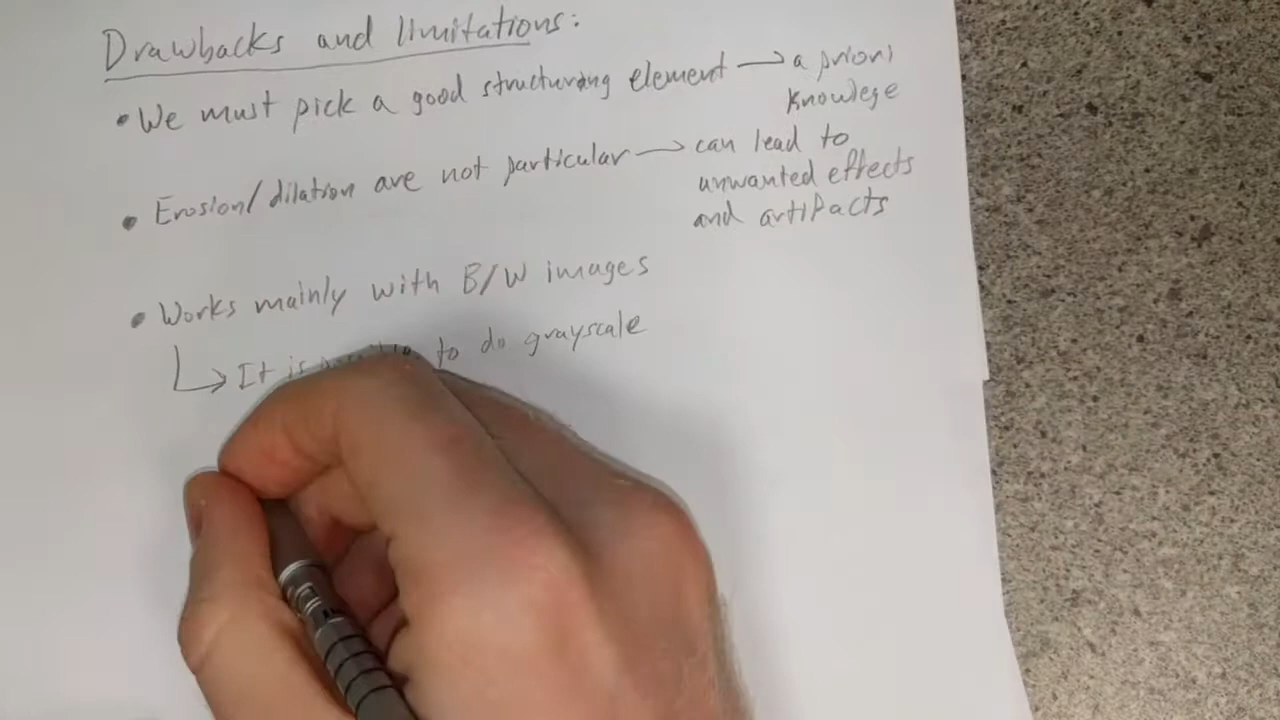 Drawbacks and limitations:
• We must pick a good structuring element → a priori
knowlege
• Erosion/dilation are not particular → can lead to
unwanted effects
and artifacts
• Works mainly with B/W images
↳ It is to do grayscale